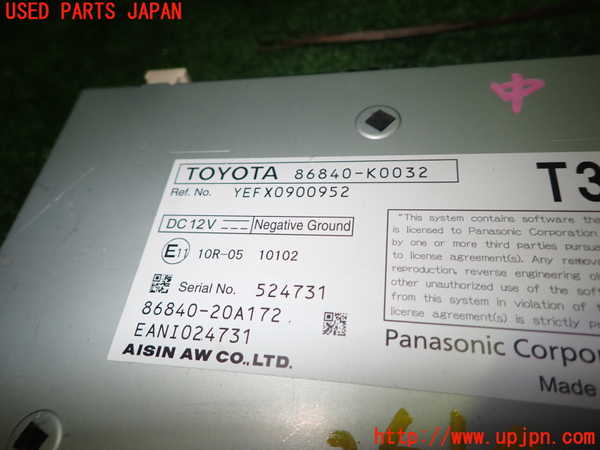 USED PARTS JAPAN
中
TOYOTA 86840-K0032
T3
Ref. No. YEFX0900952
DC12V Negative Ground
E11 10R-05 10102
Serial No. 524731
86840-20A172
EANI024731
AISIN AW CO.,LTD.
"This system contains software the
is licensed to Panasonic Corporation
by one or more third parties pursua
to license agreement(s). Any remov
reproduction, reverse engineering o
other unauthorized use of the soft
from this system in violation of t
license agreement(s) is strictly p
Panasonic Corpo
Made
http://www.upjpn.com